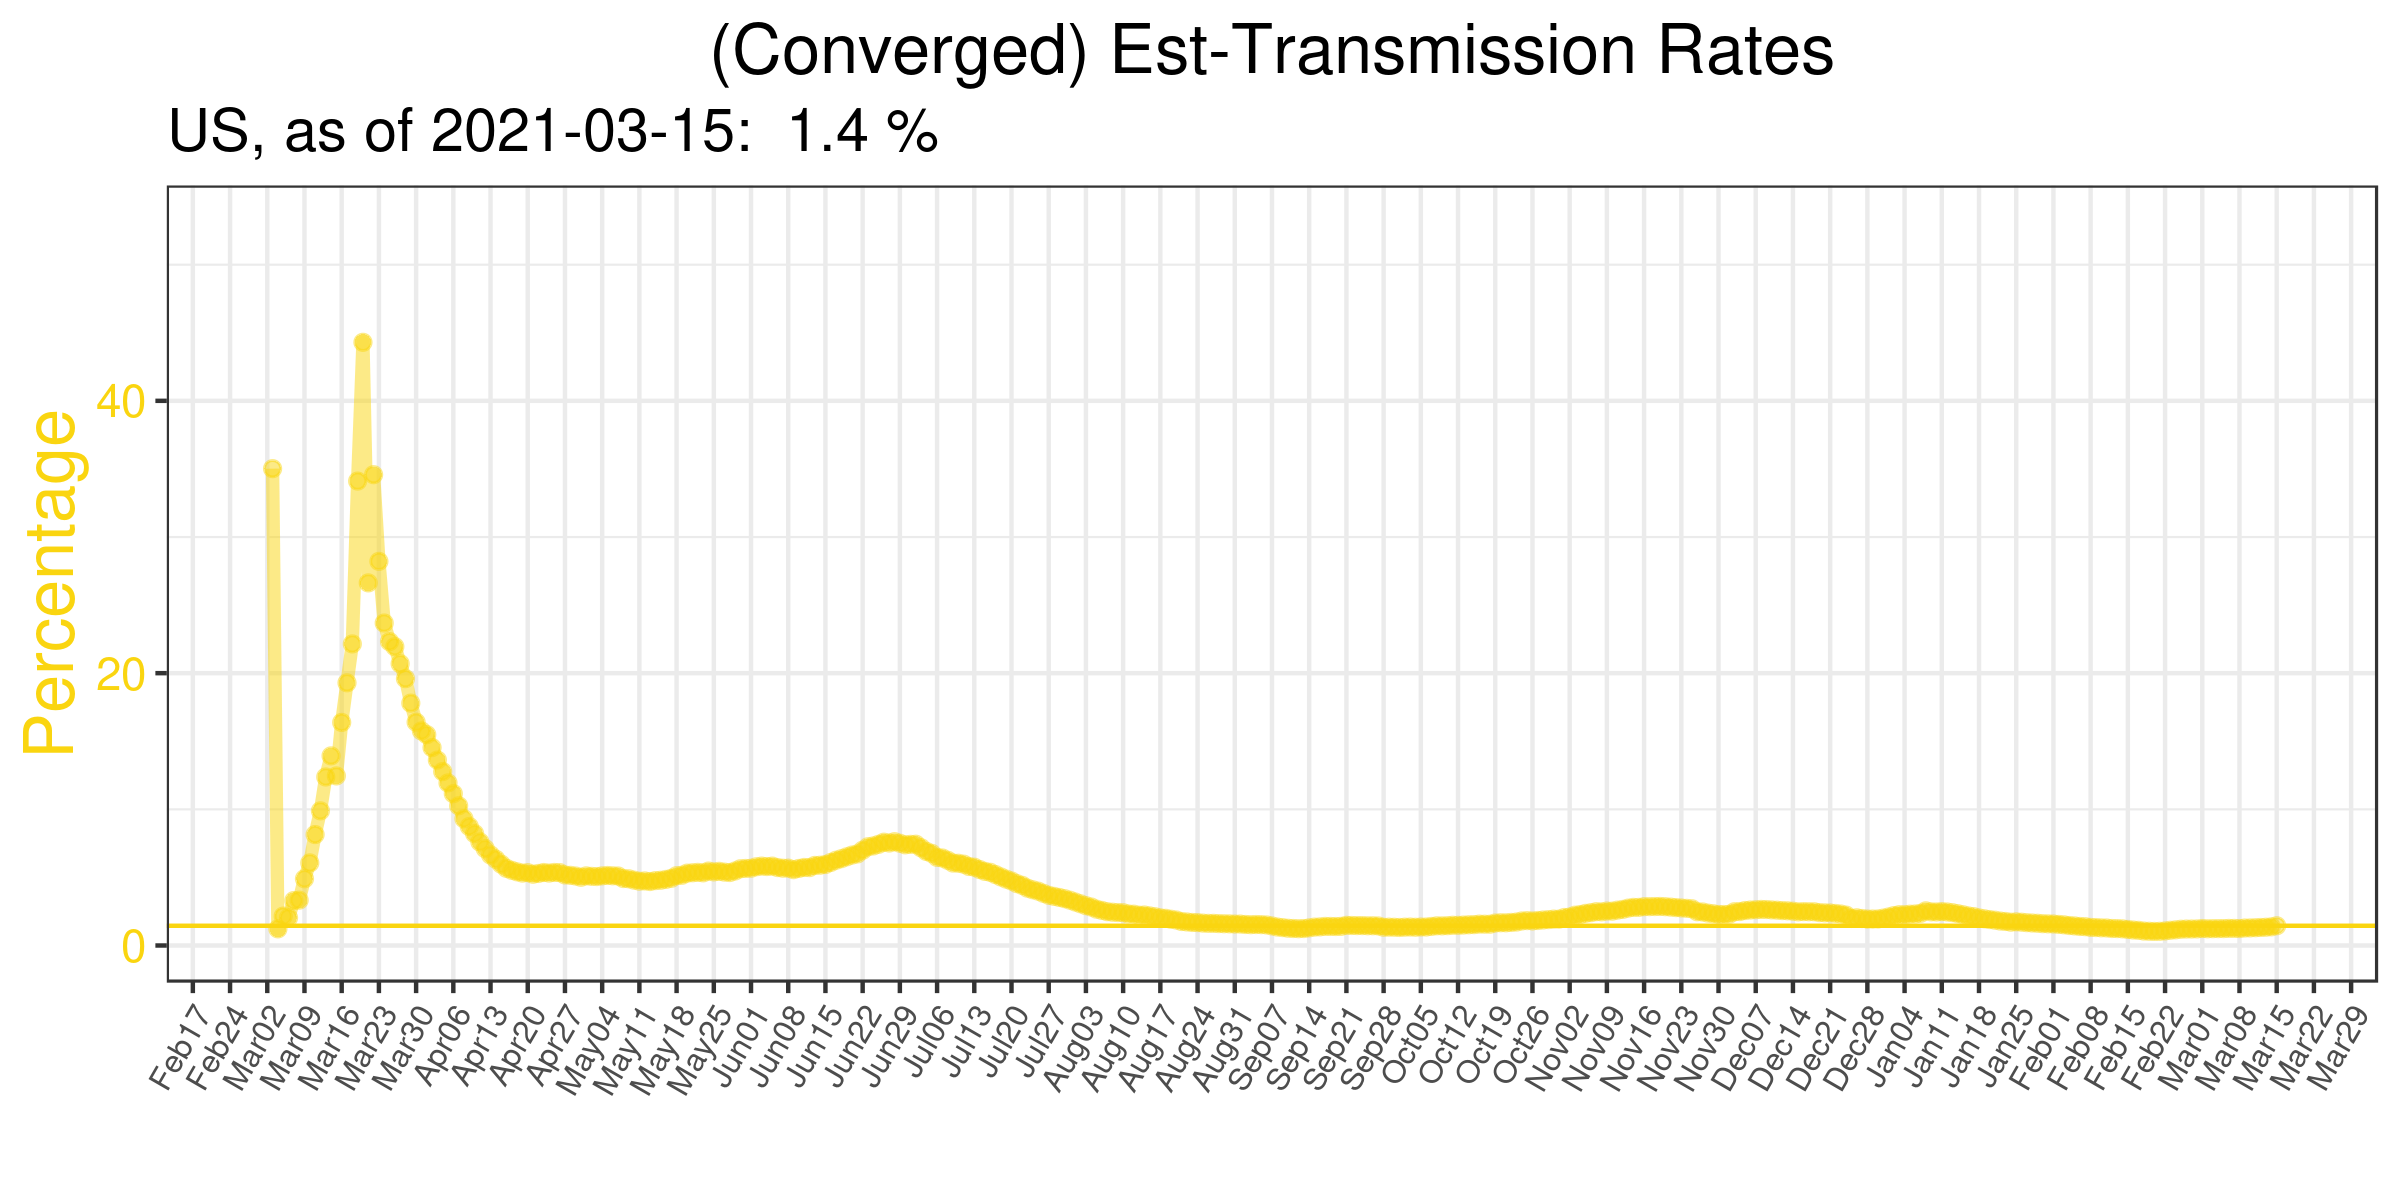 (Converged) Est-Transmission Rates
US, as of 2021-03-15:  1.4 %
Percentage
40
20
0
Feb17
Feb24
Mar02
Mar09
Mar16
Mar23
Mar30
Apr06
Apr13
Apr20
Apr27
May04
May11
May18
May25
Jun01
Jun08
Jun15
Jun22
Jun29
Jul06
Jul13
Jul20
Jul27
Aug03
Aug10
Aug17
Aug24
Aug31
Sep07
Sep14
Sep21
Sep28
Oct05
Oct12
Oct19
Oct26
Nov02
Nov09
Nov16
Nov23
Nov30
Dec07
Dec14
Dec21
Dec28
Jan04
Jan11
Jan18
Jan25
Feb01
Feb08
Feb15
Feb22
Mar01
Mar08
Mar15
Mar22
Mar29